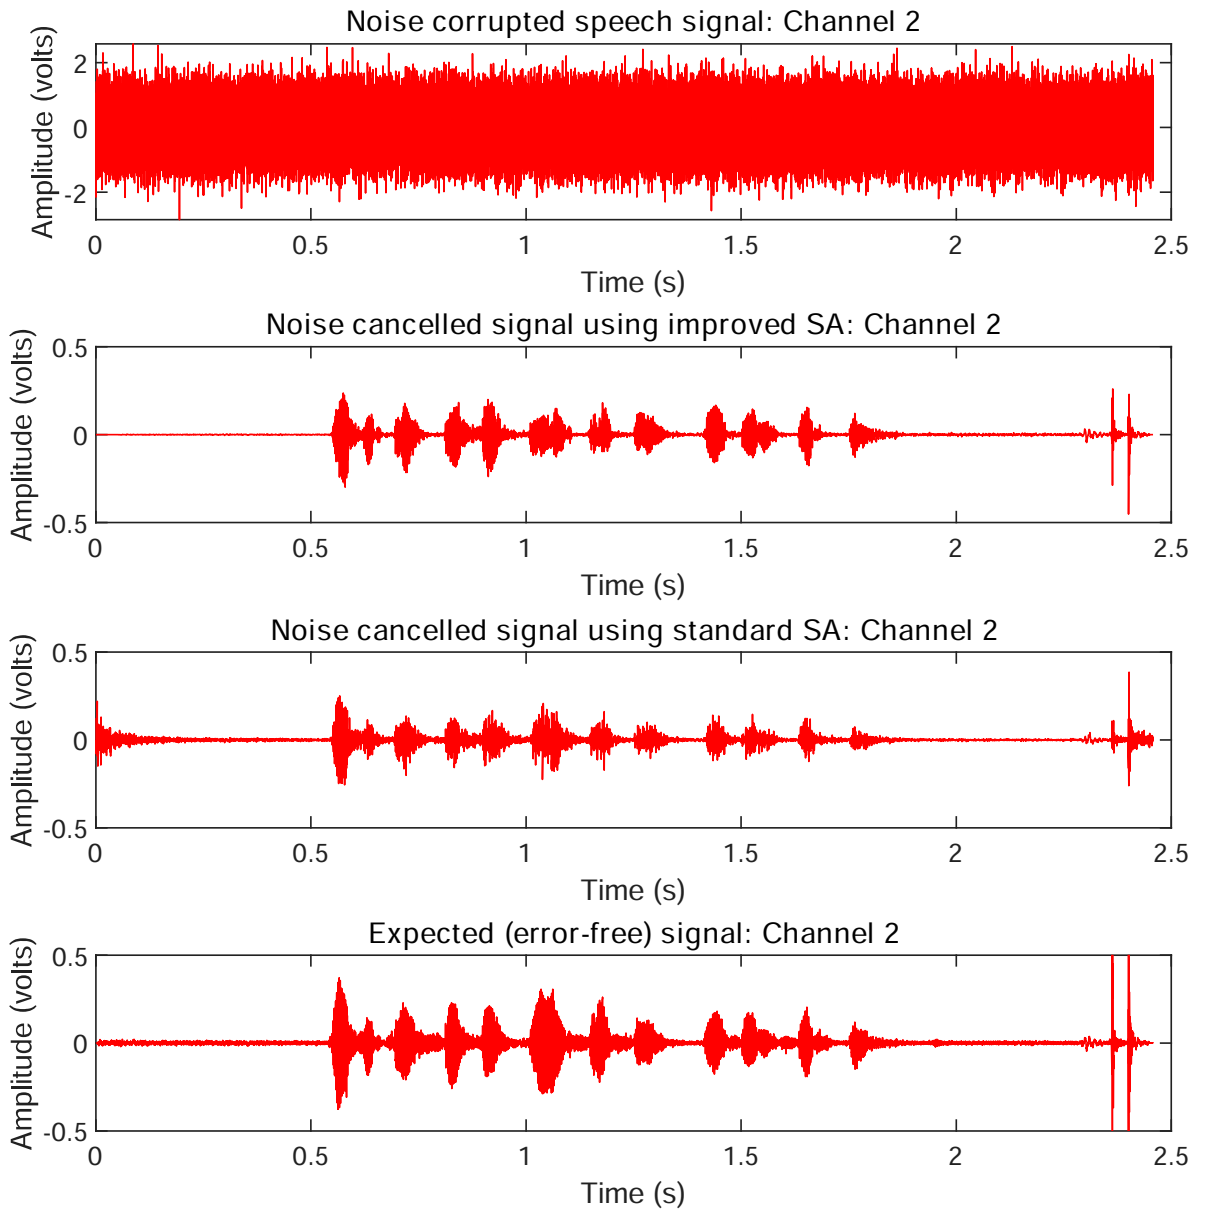 Noise corrupted speech signal: Channel 2
Amplitude (volts)
2
0
-2
0 0.5 1 1.5 2 2.5
Time (s)
Noise cancelled signal using improved SA: Channel 2
Amplitude (volts)
0.5
0
-0.5
0 0.5 1 1.5 2 2.5
Time (s)
Noise cancelled signal using standard SA: Channel 2
Amplitude (volts)
0.5
0
-0.5
0 0.5 1 1.5 2 2.5
Time (s)
Expected (error-free) signal: Channel 2
Amplitude (volts)
0.5
0
-0.5
0 0.5 1 1.5 2 2.5
Time (s)